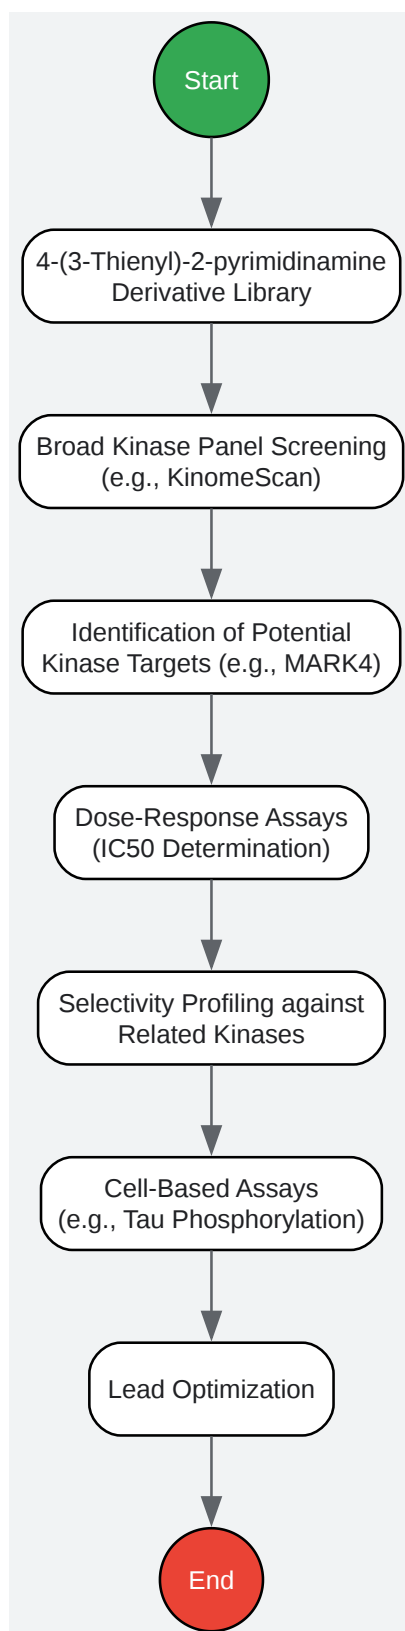 Start
4-(3-Thienyl)-2-pyrimidinamine
Derivative Library
Broad Kinase Panel Screening
(e.g., KinomeScan)
Identification of Potential
Kinase Targets (e.g., MARK4)
Dose-Response Assays
(IC50 Determination)
Selectivity Profiling against
Related Kinases
Cell-Based Assays
(e.g., Tau Phosphorylation)
Lead Optimization
End